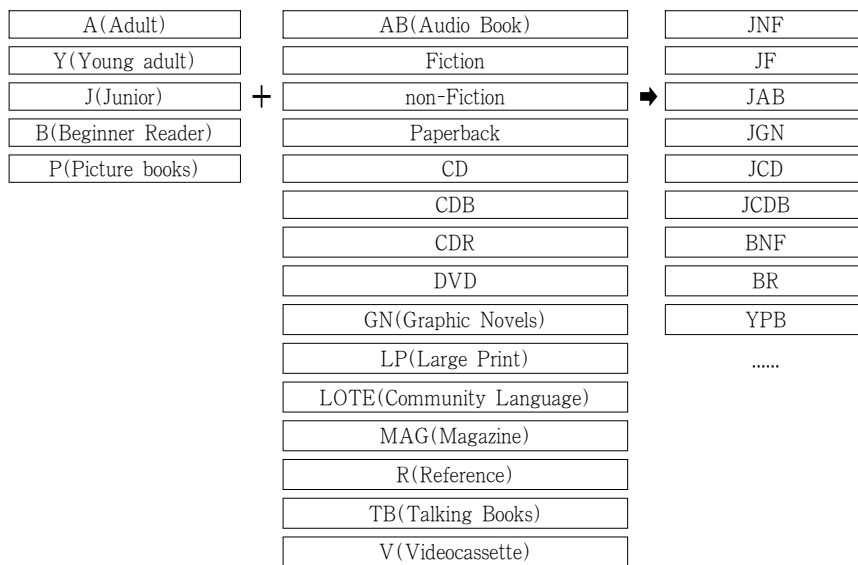 A(Adult)
Y(Young adult)
J(Junior)
B(Beginner Reader)
P(Picture books)
+
AB(Audio Book)
Fiction
non-Fiction
Paperback
CD
CDB
CDR
DVD
GN(Graphic Novels)
LP(Large Print)
LOTE(Community Language)
MAG(Magazine)
R(Reference)
TB(Talking Books)
V(Videocassette)
JNF
JF
JAB
JGN
JCD
JCDB
BNF
BR
YPB
......